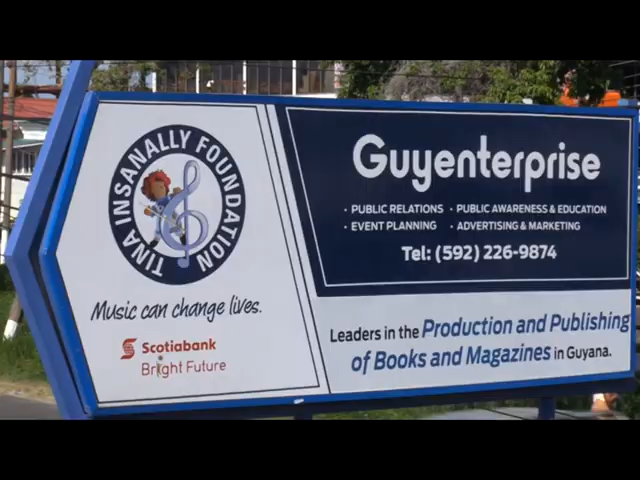 TINA INSANALLY FOUNDATION
Music can change lives.
Scotiabank
Bright Future
Guyenterprise
• PUBLIC RELATIONS • PUBLIC AWARENESS & EDUCATION
• EVENT PLANNING • ADVERTISING & MARKETING
Tel: (592) 226-9874
Leaders in the Production and Publishing
of Books and Magazines in Guyana.